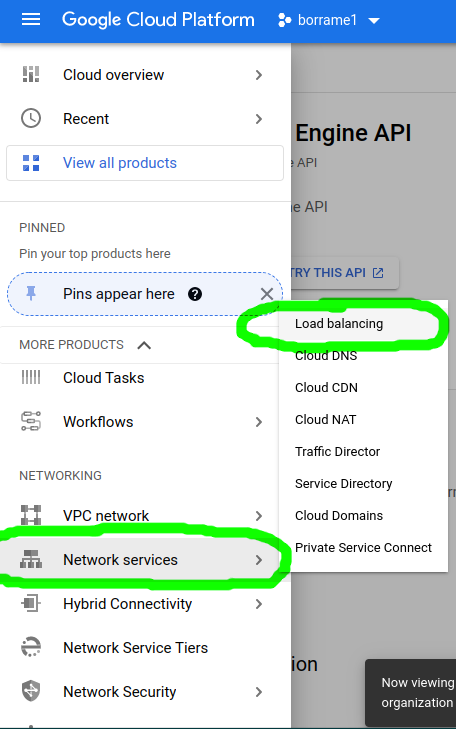 Google Cloud Platform borrame1
Cloud overview
Recent
View all products
PINNED
Pin your top products here
Pins appear here ?
MORE PRODUCTS
Cloud Tasks
Workflows
NETWORKING
VPC network
Network services
Hybrid Connectivity
Network Service Tiers
Network Security
Engine API
API
API
TRY THIS API
Load balancing
Cloud DNS
Cloud CDN
Cloud NAT
Traffic Director
Service Directory
Cloud Domains
Private Service Connect
ion
Now viewing
organization